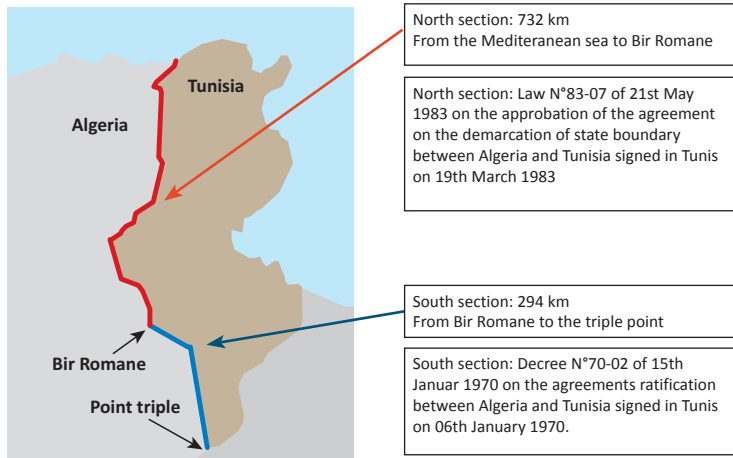 North section: 732 km
From the Mediteranean sea to Bir Romane
Tunisia
Algeria
North section: Law N°83-07 of 21st May
1983 on the approbation of the agreement
on the demarcation of state boundary
between Algeria and Tunisia signed in Tunis
on 19th March 1983
South section: 294 km
From Bir Romane to the triple point
Bir Romane
South section: Decree N°70-02 of 15th
Januar 1970 on the agreements ratification
between Algeria and Tunisia signed in Tunis
on 06th January 1970.
Point triple